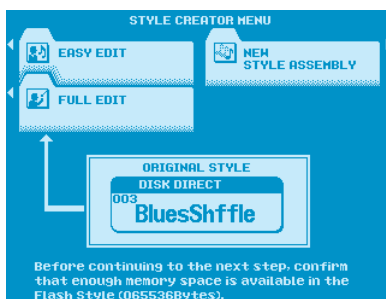 STYLE CREATOR MENU
EASY EDIT
NEW
STYLE ASSEMBLY
FULL EDIT
ORIGINAL STYLE
DISK DIRECT
003
BluesShffle
Before continuing to the next step, confirm
that enough memory space is available in the
Flash Style (065536Bytes).